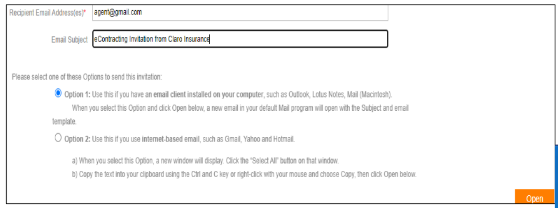 Recipient Email Address(es)* agent@gmail.com
Email Subject eContracting Invitation from Claro Insurance
Please select one of these Options to send this invitation:
Option 1: Use this if you have an email client installed on your computer, such as Outlook, Lotus Notes, Mail (Macintosh).
When you select this Option and click Open below, a new email in your default Mail program will open with the Subject and email
template.
Option 2: Use this if you use internet-based email, such as Gmail, Yahoo and Hotmail.
a) When you select this Option, a new window will display. Click the "Select All" button on that window.
b) Copy the text into your clipboard using the Ctrl and C key or right-click with your mouse and choose Copy, then click Open below.
Open